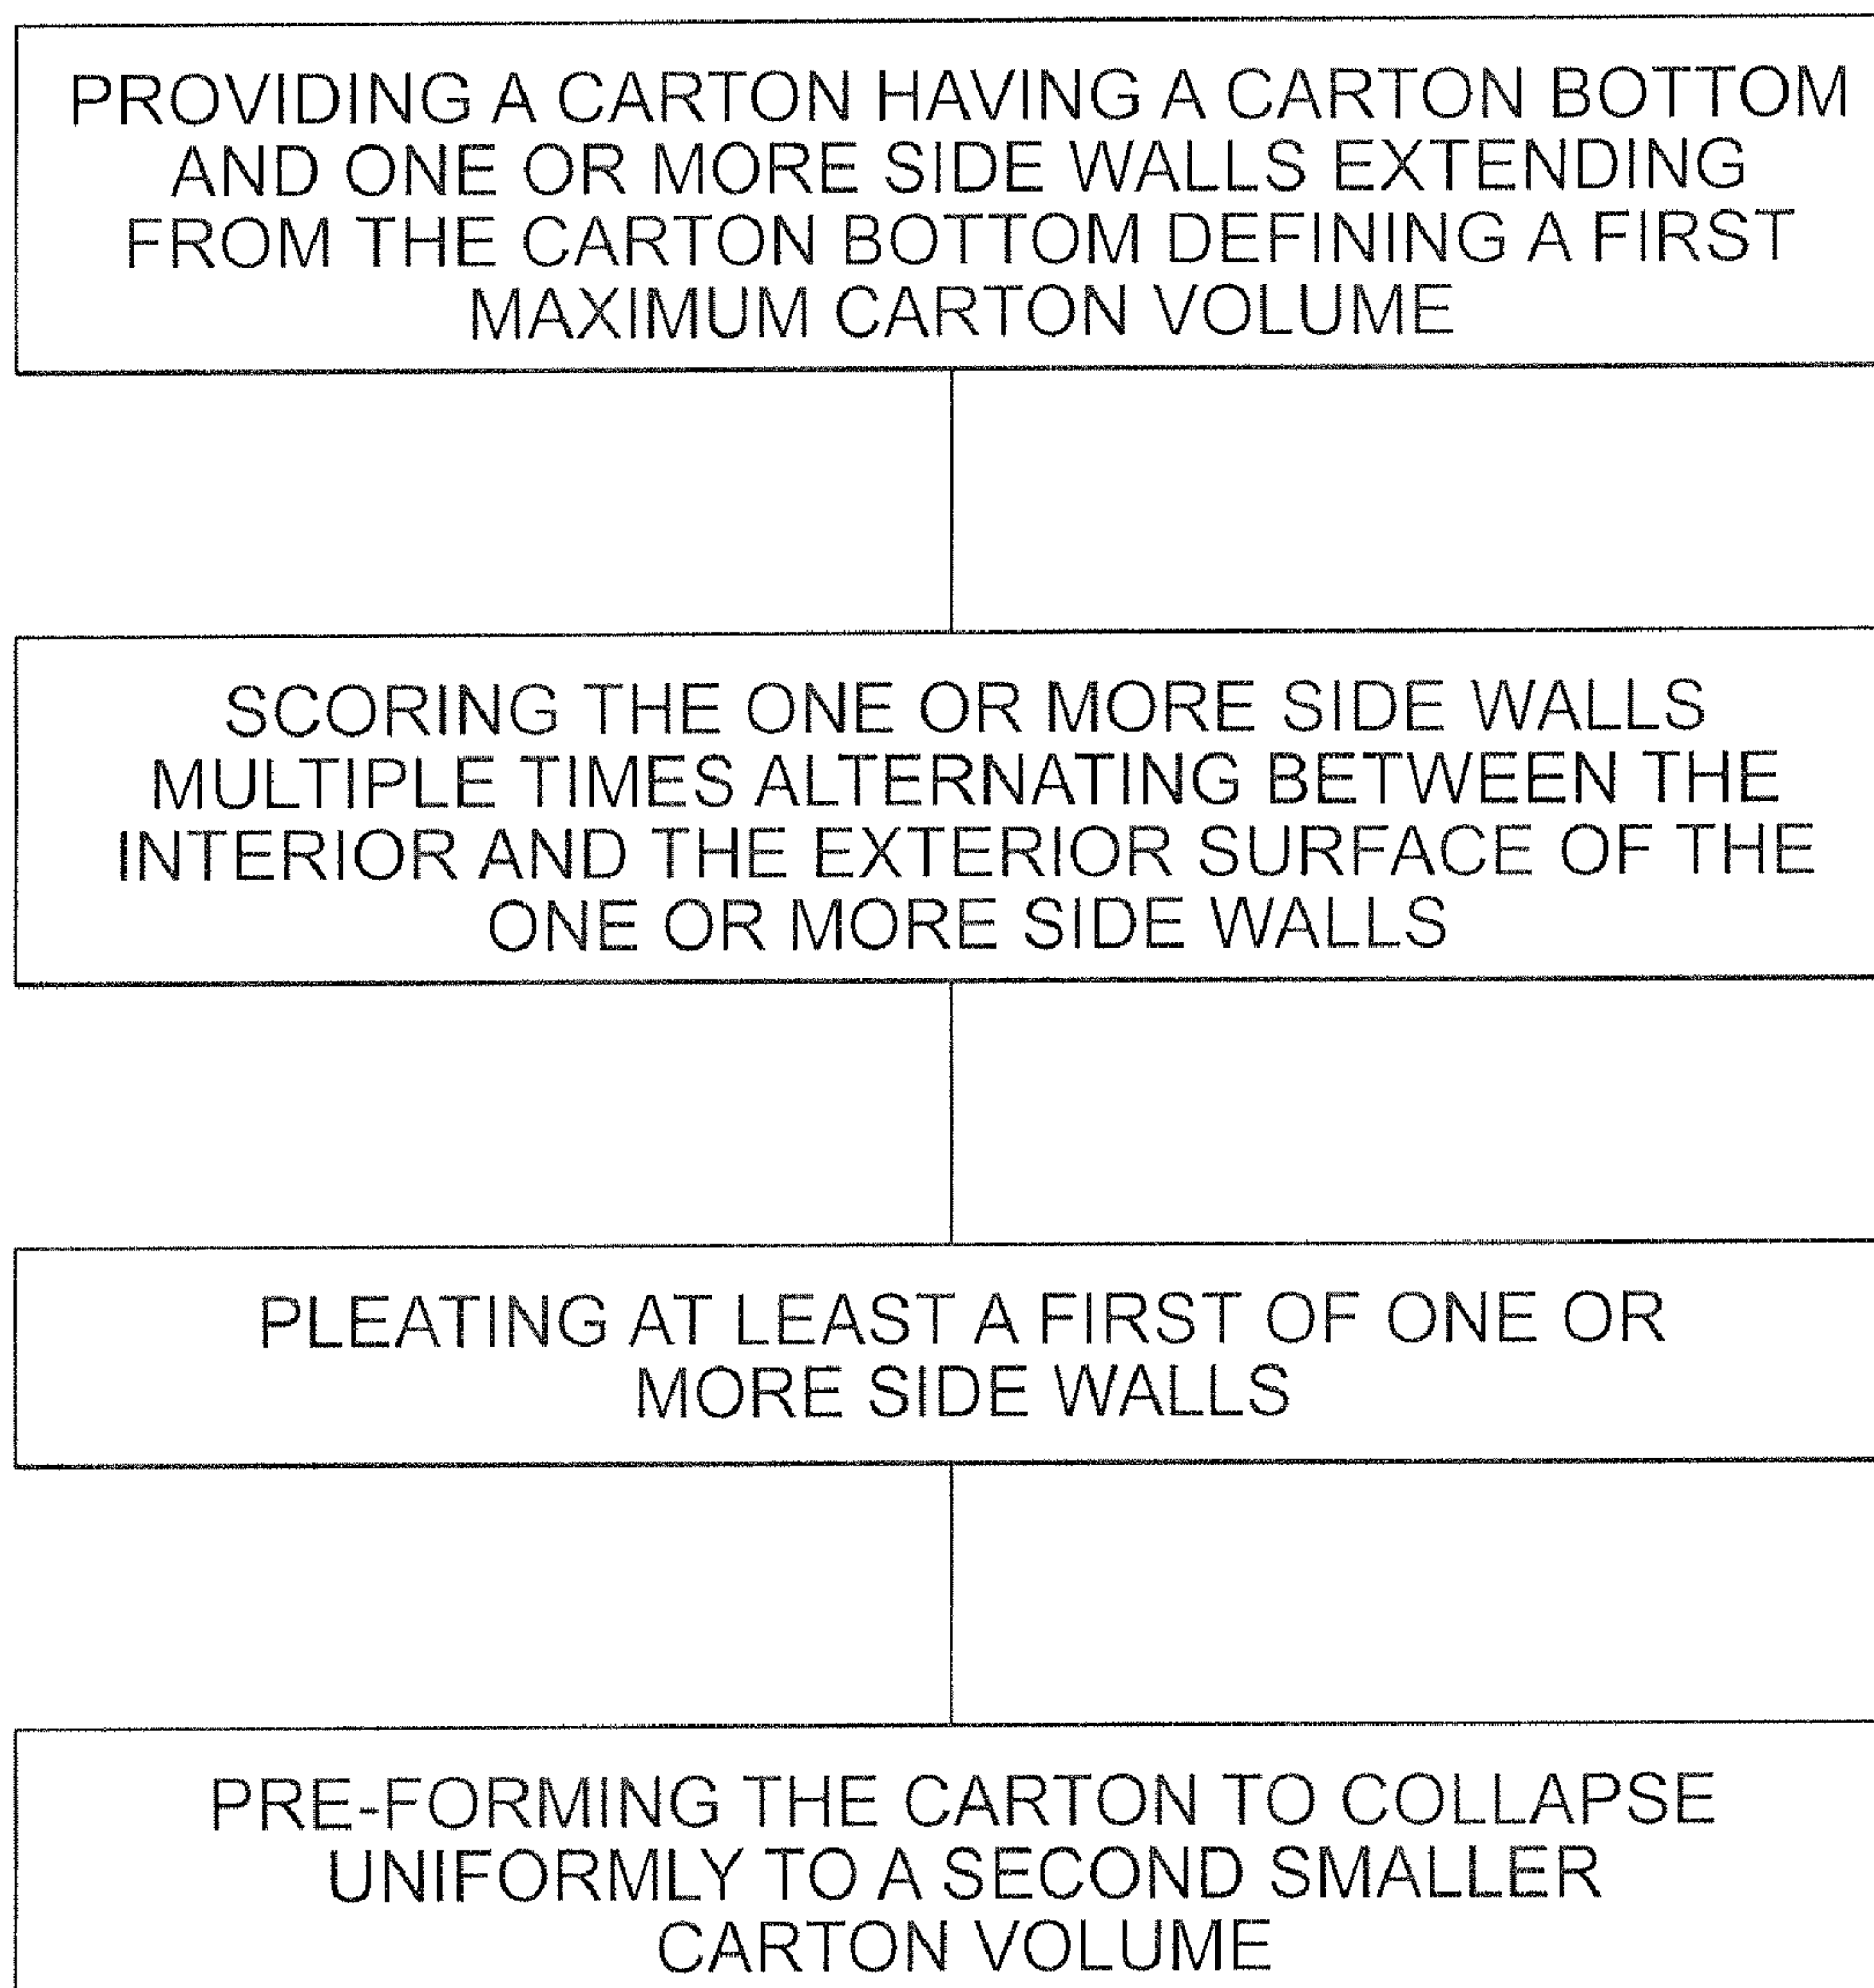 PROVIDING A CARTON HAVING A CARTON BOTTOM
AND ONE OR MORE SIDE WALLS EXTENDING
FROM THE CARTON BOTTOM DEFINING A FIRST
MAXIMUM CARTON VOLUME
SCORING THE ONE OR MORE SIDE WALLS
MULTIPLE TIMES ALTERNATING BETWEEN THE
INTERIOR AND THE EXTERIOR SURFACE OF THE
ONE OR MORE SIDE WALLS
PLEATING AT LEAST A FIRST OF ONE OR
MORE SIDE WALLS
PRE-FORMING THE CARTON TO COLLAPSE
UNIFORMLY TO A SECOND SMALLER
CARTON VOLUME